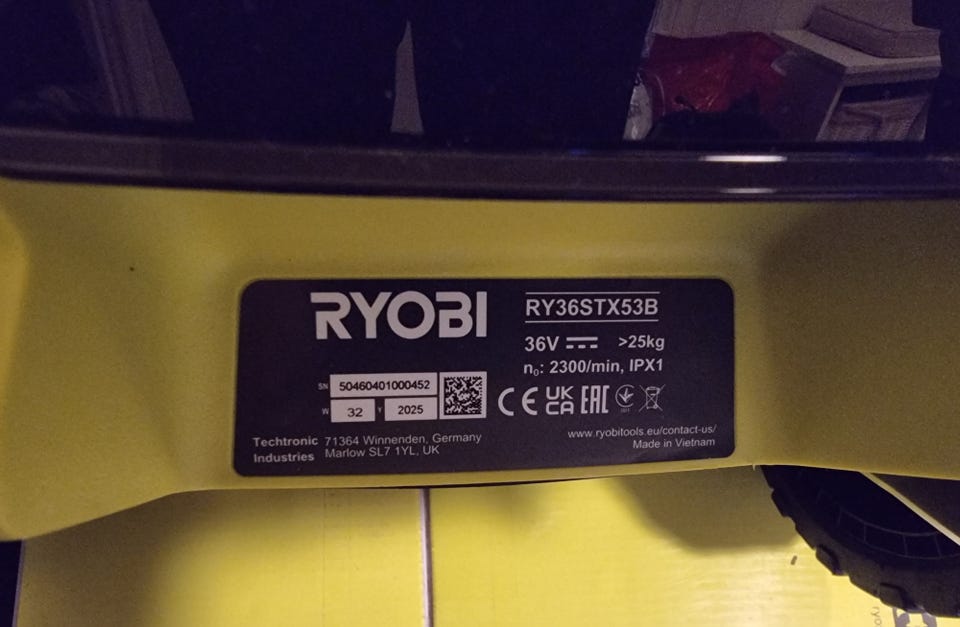 RYOBI
RY36STX53B
36V >25kg
n₀: 2300/min, IPX1
SN 50460401000452
W 32 Y 2025
CE UK CA EAC
Techtronic Industries
71364 Winnenden, Germany
Marlow SL7 1YL, UK
www.ryobitools.eu/contact-us/
Made in Vietnam
ryo